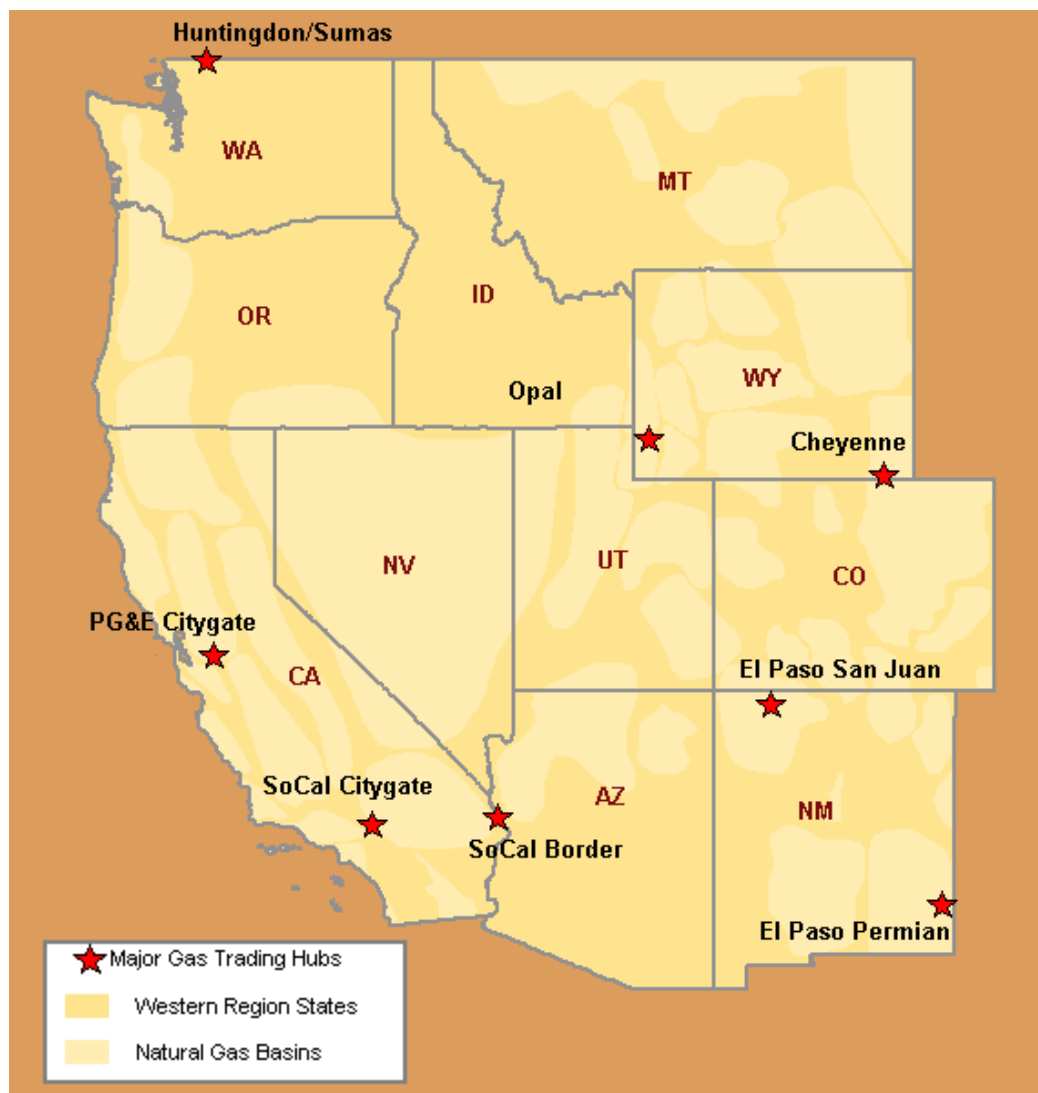 Huntingdon/Sumas
WA
MT
ID
OR
WY
Opal
Cheyenne
NV
UT
CO
PG&E Citygate
CA
El Paso San Juan
SoCal Citygate
AZ
NM
SoCal Border
El Paso Permian
Major Gas Trading Hubs
Western Region States
Natural Gas Basins